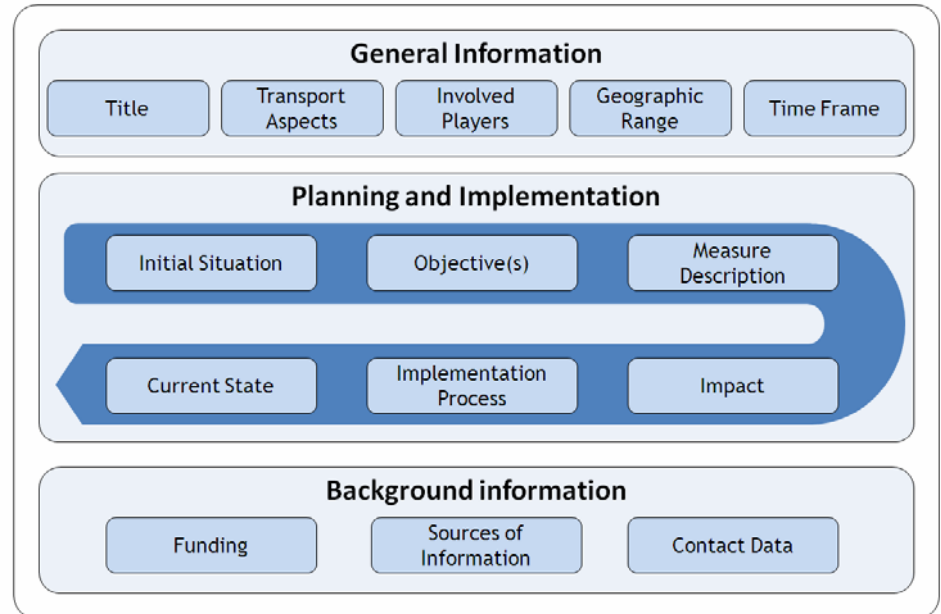 General Information
Title
Transport
Aspects
Involved
Players
Geographic
Range
Time Frame
Planning and Implementation
Initial Situation
Objective(s)
Measure
Description
Current State
Implementation
Process
Impact
Background information
Funding
Sources of
Information
Contact Data